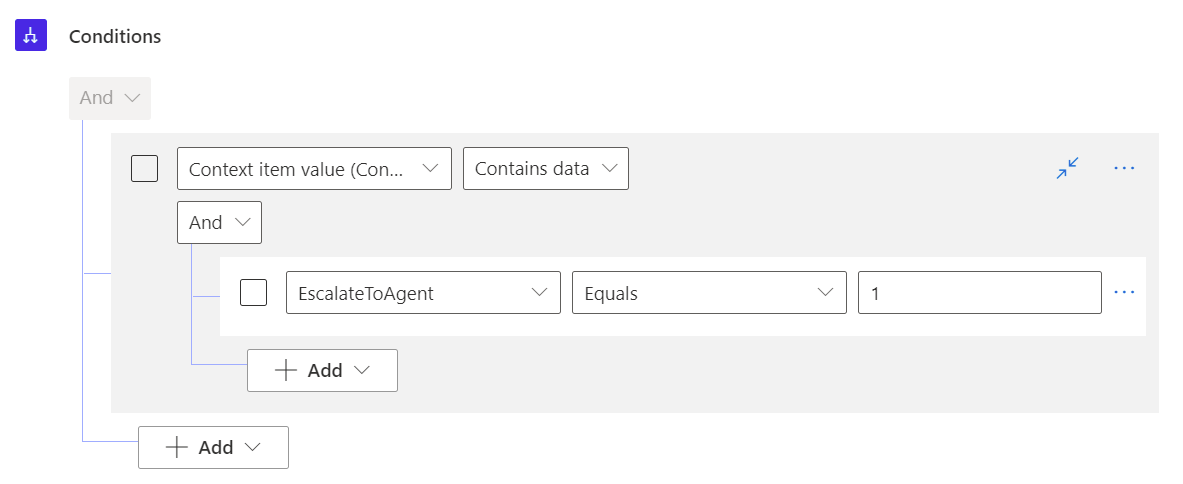 Conditions
And
Context item value (Con... Contains data
And
EscalateToAgent Equals 1
Add
Add